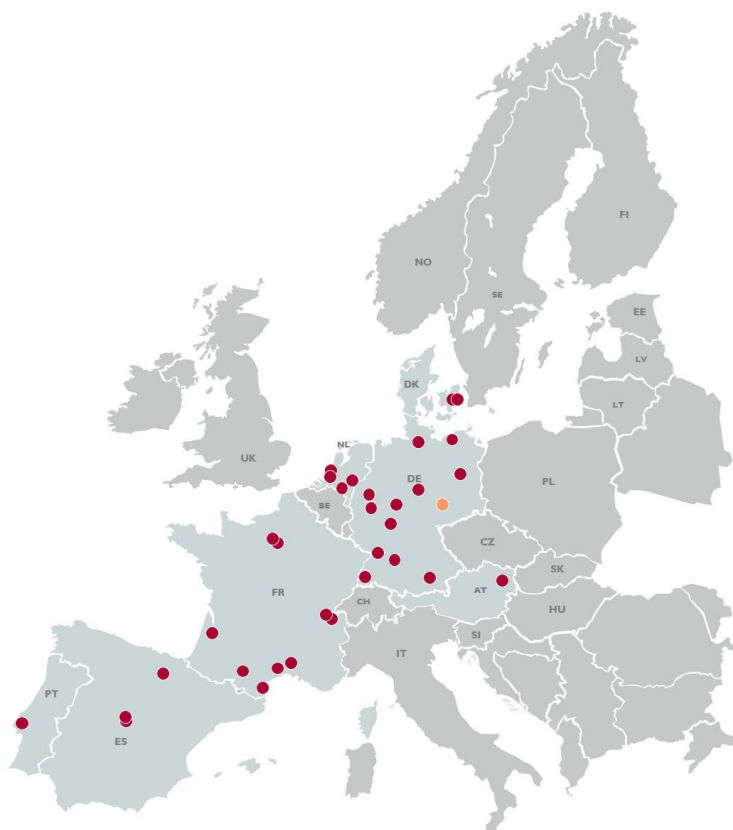 FI
NO
SE
EE
LV
DK
LT
NL
UK
DE
PL
BE
CZ
SK
FR
AT
CH
HU
SI
IT
PT
ES